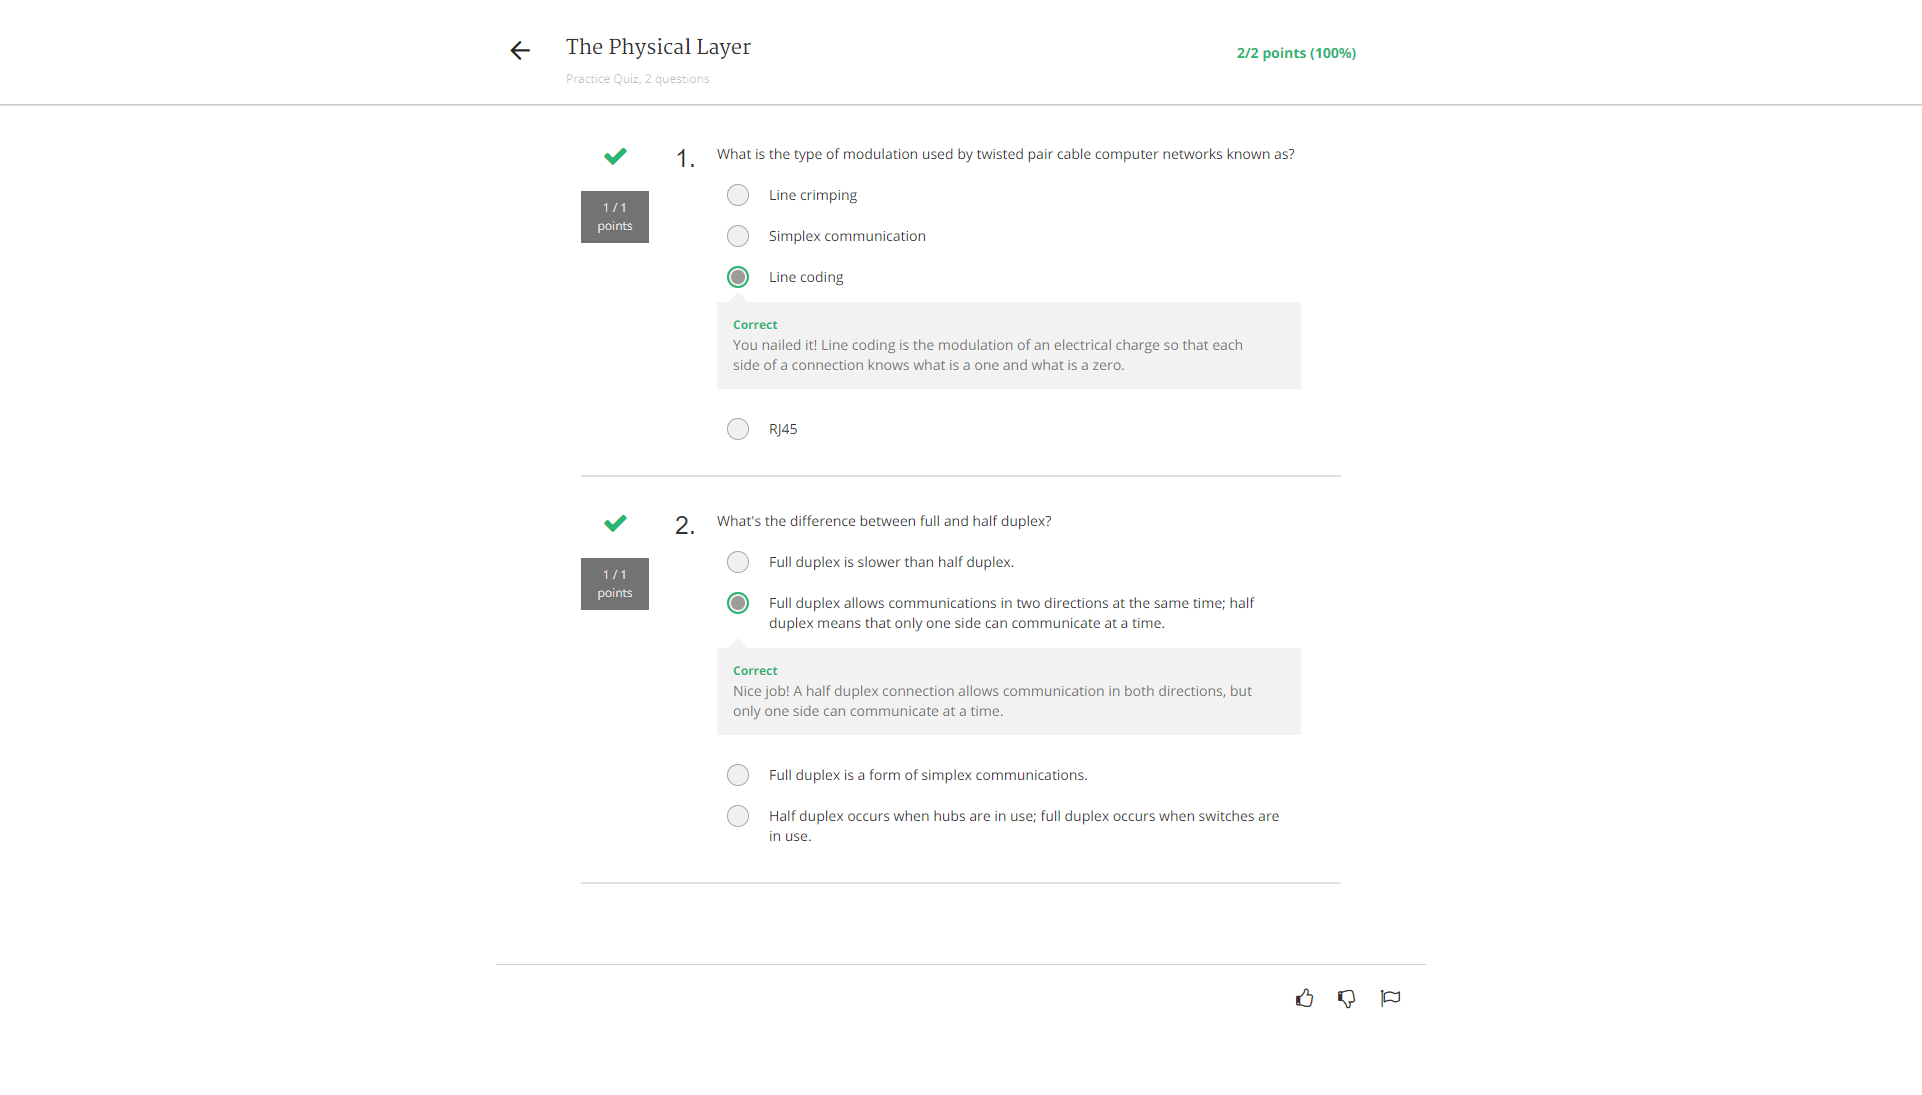 The Physical Layer
2/2 points (100%)
Practice Quiz, 2 questions
1 / 1
points
1.
What is the type of modulation used by twisted pair cable computer networks known as?
Line crimping
Simplex communication
Line coding
Correct
You nailed it! Line coding is the modulation of an electrical charge so that each
side of a connection knows what is a one and what is a zero.
RJ45
1 / 1
points
2.
What's the difference between full and half duplex?
Full duplex is slower than half duplex.
Full duplex allows communications in two directions at the same time; half
duplex means that only one side can communicate at a time.
Correct
Nice job! A half duplex connection allows communication in both directions, but
only one side can communicate at a time.
Full duplex is a form of simplex communications.
Half duplex occurs when hubs are in use; full duplex occurs when switches are
in use.